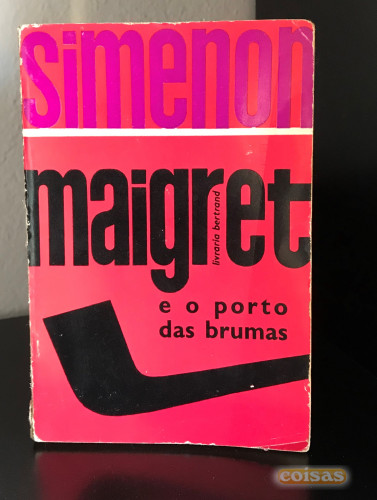 simenon
maigret
livraria bertrand
e o porto
das brumas
coisas